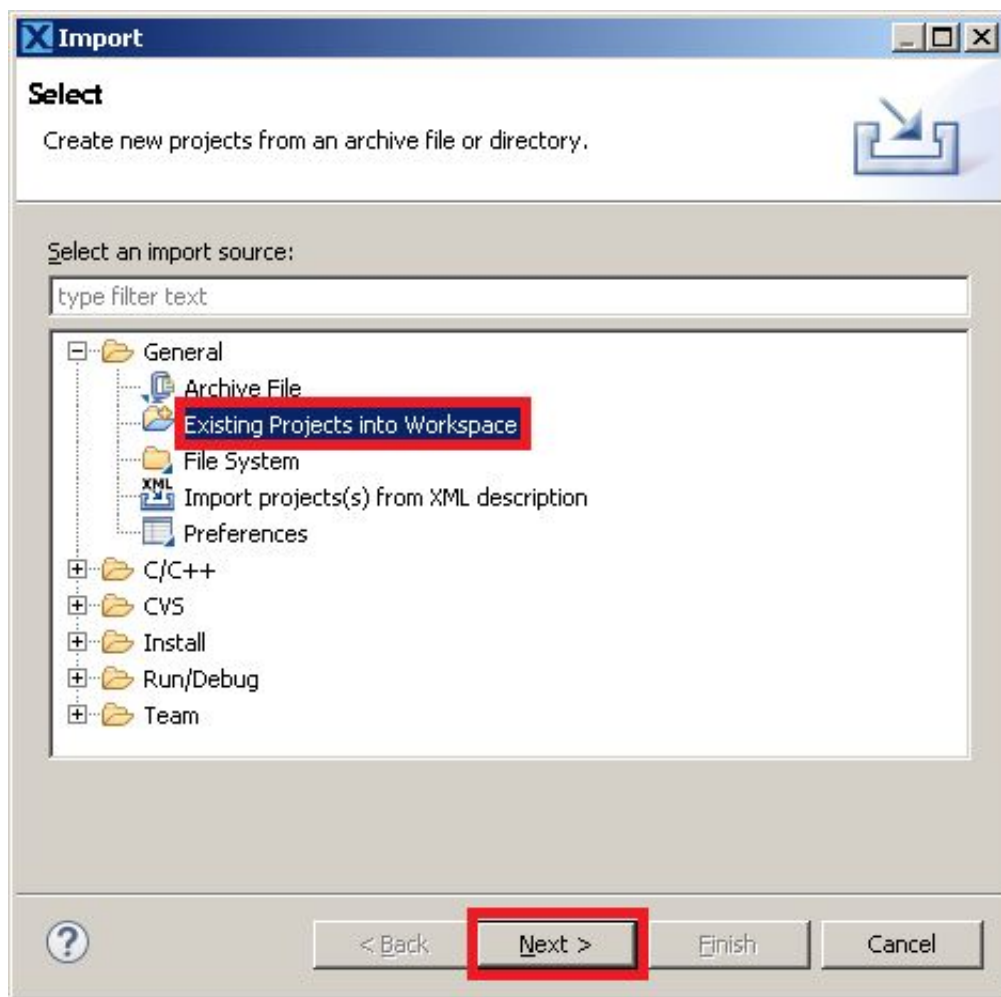 Import
Select
Create new projects from an archive file or directory.
Select an import source:
type filter text
General
Archive File
Existing Projects into Workspace
File System
XML
Import projects(s) from XML description
Preferences
C/C++
CVS
Install
Run/Debug
Team
?
< Back
Next >
Finish
Cancel